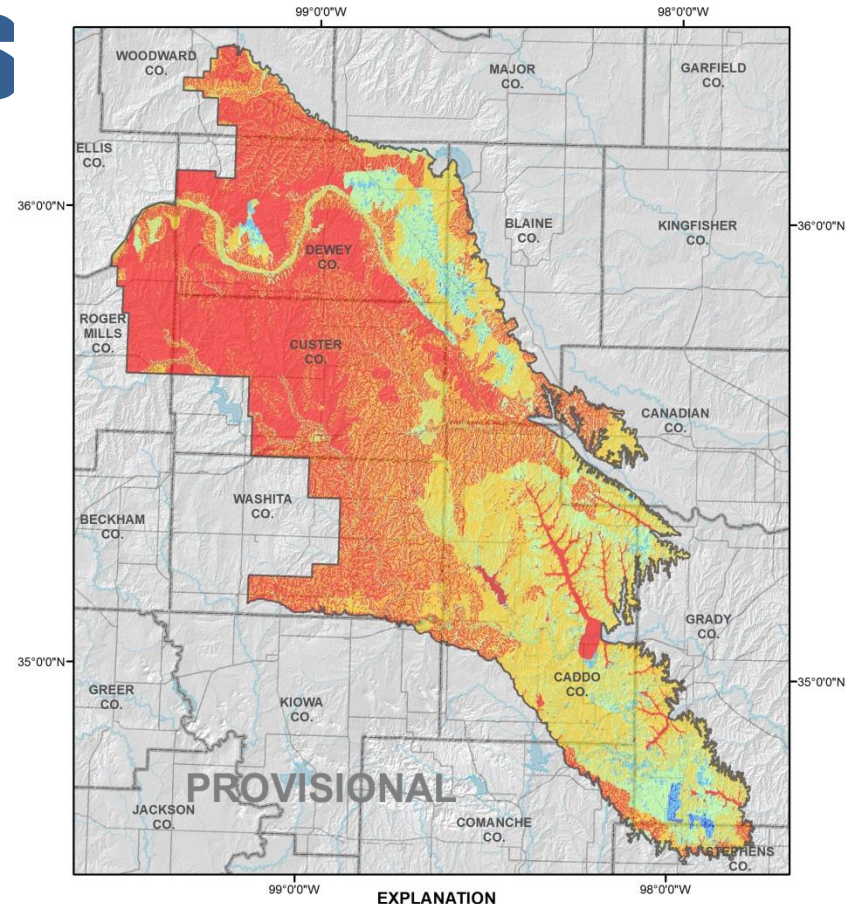 S
99°0'0"W
98°0'0"W
WOODWARD
CO.
MAJOR
CO.
GARFIELD
CO.
ELLIS
CO.
36°0'0"N
36°0'0"N
BLAINE
CO.
KINGFISHER
CO.
DEWEY
CO.
ROGER
MILLS
CO.
CUSTER
CO.
CANADIAN
CO.
WASHITA
CO.
BECKHAM
CO.
GRADY
CO.
35°0'0"N
35°0'0"N
CADDO
CO.
GREER
CO.
KIOWA
CO.
PROVISIONAL
JACKSON
CO.
COMANCHE
CO.
STEPHENS
CO.
99°0'0"W
98°0'0"W
EXPLANATION